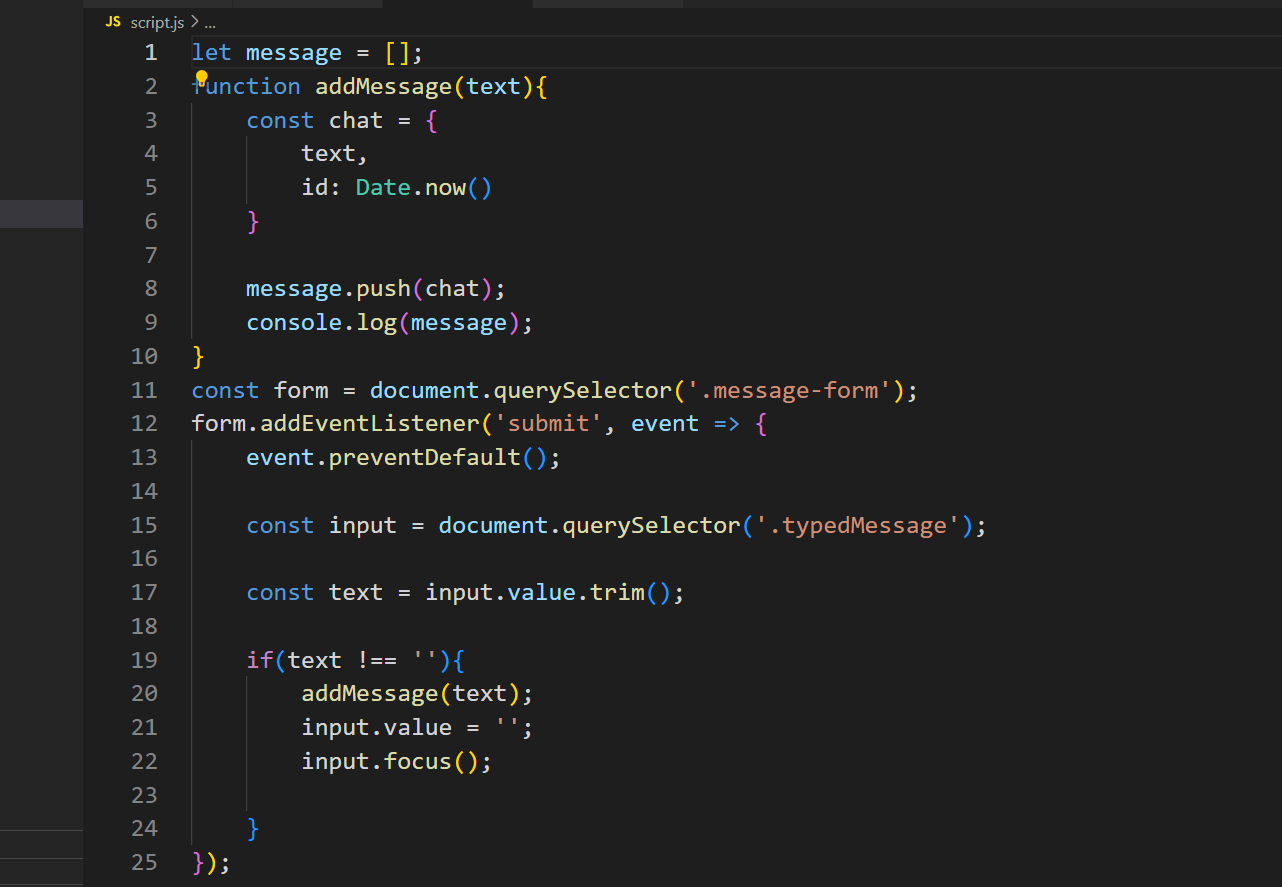 JS script.js > ...
1 let message = [];
2 function addMessage(text){
3     const chat = {
4         text,
5         id: Date.now()
6     }
7
8     message.push(chat);
9     console.log(message);
10 }
11 const form = document.querySelector('.message-form');
12 form.addEventListener('submit', event => {
13     event.preventDefault();
14
15     const input = document.querySelector('.typedMessage');
16
17     const text = input.value.trim();
18
19     if(text !== ''){
20         addMessage(text);
21         input.value = '';
22         input.focus();
23
24     }
25 });